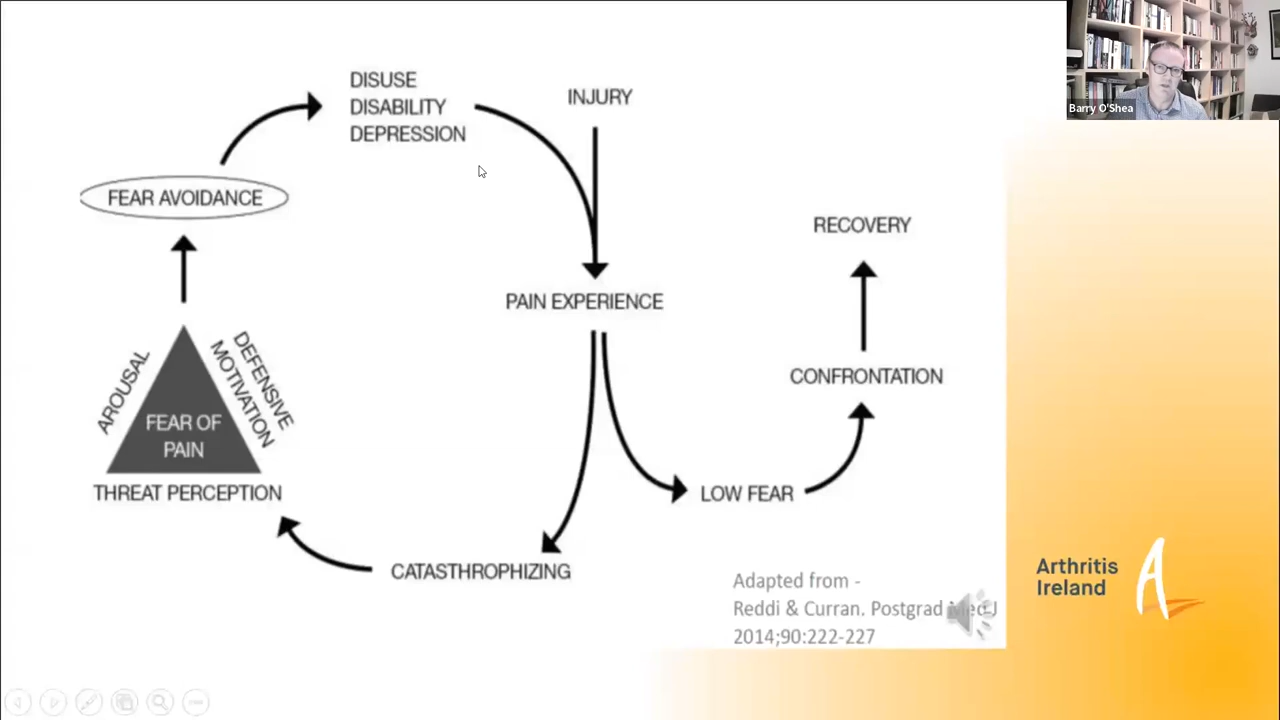 Barry O'Shea
DISUSE
DISABILITY
DEPRESSION
INJURY
FEAR AVOIDANCE
RECOVERY
PAIN EXPERIENCE
AROUSAL
DEFENSIVE
MOTIVATION
FEAR OF
PAIN
THREAT PERCEPTION
CONFRONTATION
LOW FEAR
CATASTROPHIZING
Adapted from -
Reddi & Curran. Postgrad Med J
2014;90:222-227
Arthritis
Ireland